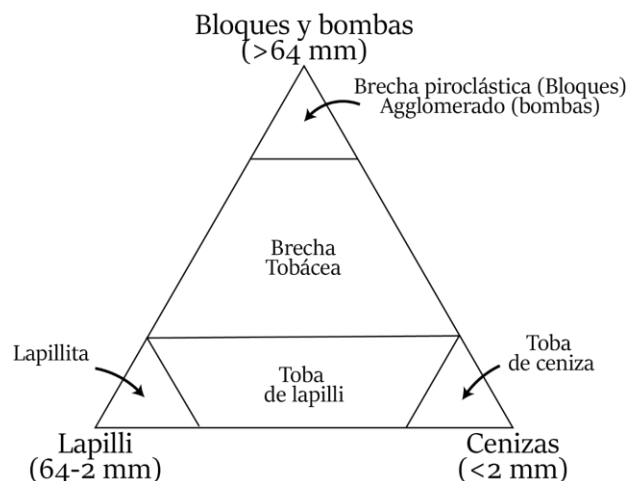 Bloques y bombas
(>64 mm)
Brecha piroclástica (Bloques)
Agglomerado (bombas)
Brecha
Tobácea
Lapillita
Toba
de lapilli
Toba
de ceniza
Lapilli
(64-2 mm)
Cenizas
(<2 mm)